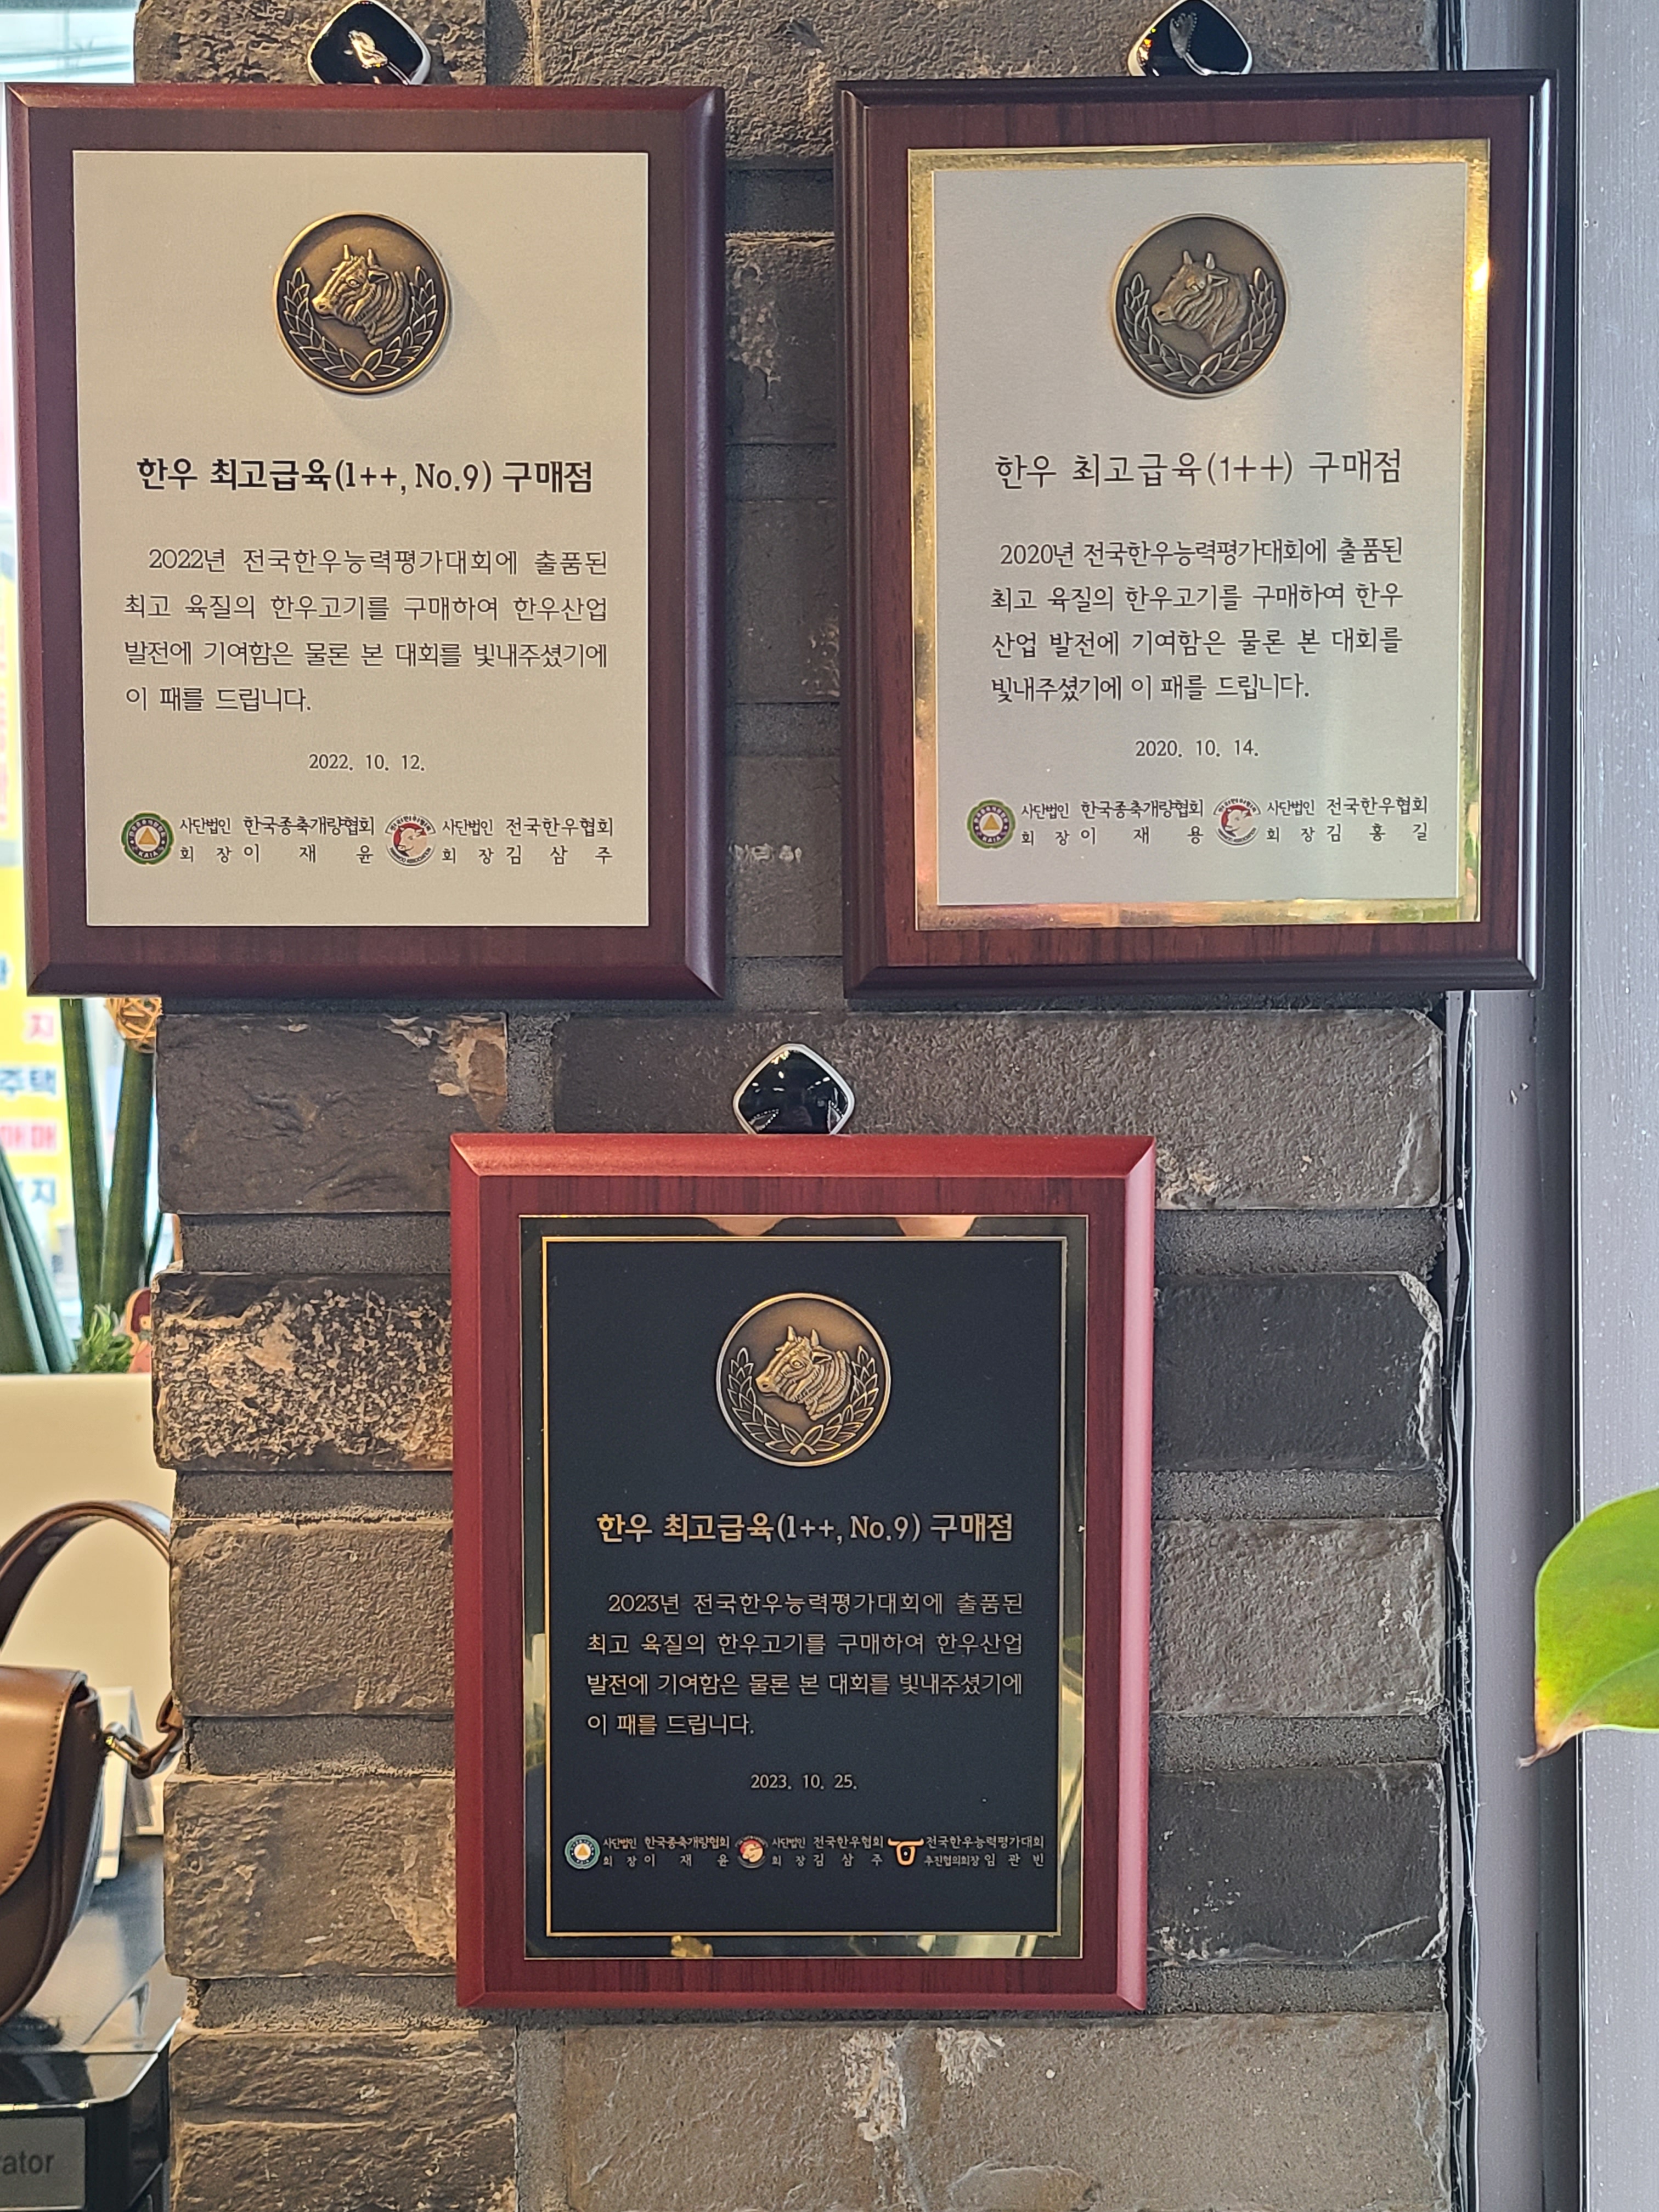 한우 최고급육(1++, No.9) 구매점
2022년 전국한우능력평가대회에 출품된
최고 육질의 한우고기를 구매하여 한우산업
발전에 기여함은 물론 본 대회를 빛내주셨기에
이 패를 드립니다.
2022. 10. 12.
사단법인 한국종축개량협회 사단법인 전국한우협회
회 장 이 재 윤 회 장 김 삼 주
한우 최고급육(1++) 구매점
2020년 전국한우능력평가대회에 출품된
최고 육질의 한우고기를 구매하여 한우
산업 발전에 기여함은 물론 본 대회를
빛내주셨기에 이 패를 드립니다.
2020. 10. 14.
사단법인 한국종축개량협회 사단법인 전국한우협회
회 장 이 재 용 회 장 김 홍 길
지
주택
매매
지
한우 최고급육(1++, No.9) 구매점
2023년 전국한우능력평가대회에 출품된
최고 육질의 한우고기를 구매하여 한우산업
발전에 기여함은 물론 본 대회를 빛내주셨기에
이 패를 드립니다.
2023. 10. 25.
사단법인 한국종축개량협회 사단법인 전국한우협회 전국한우능력평가대회
회 장 이 재 윤 회 장 김 삼 주 추진협의회장 임 관 빈